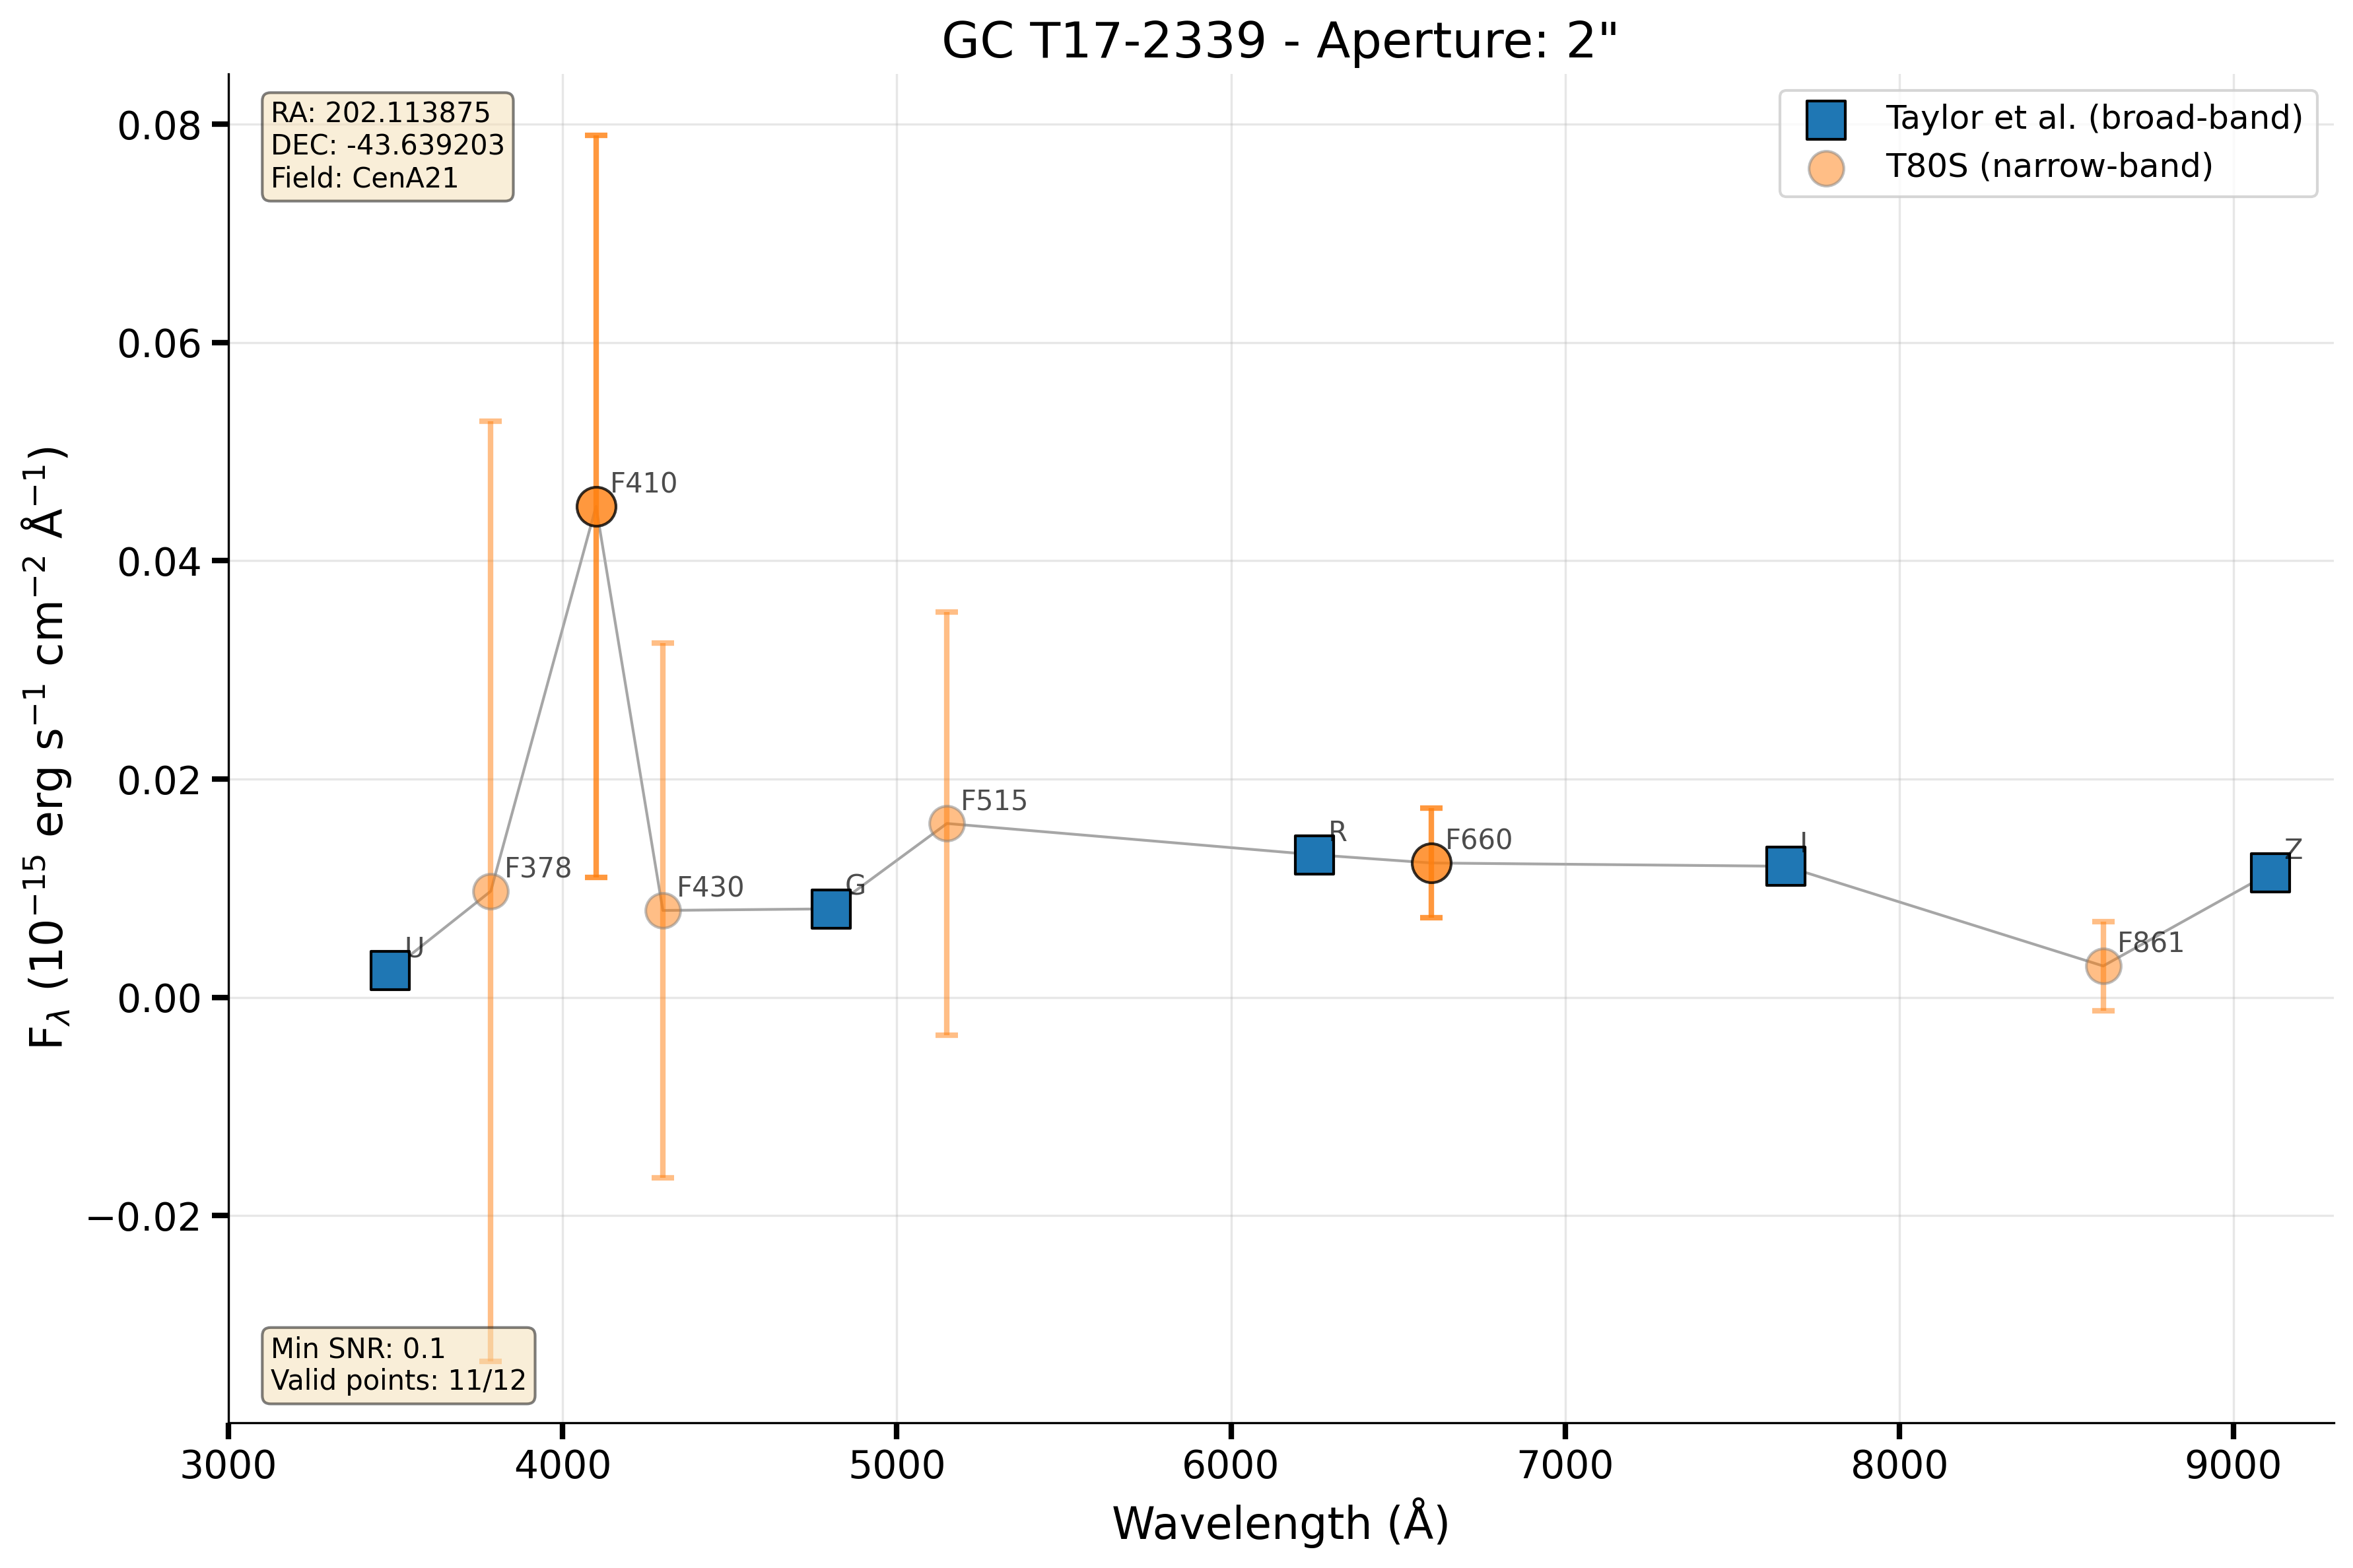 GC T17-2339 - Aperture: 2"
RA: 202.113875
DEC: -43.639203
Field: CenA21
Taylor et al. (broad-band)
T80S (narrow-band)
0.08
0.06
0.04
0.02
0.00
−0.02
F_λ (10⁻¹⁵ erg s⁻¹ cm⁻² Å⁻¹)
U
F378
F410
F430
G
F515
R
F660
I
F861
Z
Min SNR: 0.1
Valid points: 11/12
3000 4000 5000 6000 7000 8000 9000
Wavelength (Å)